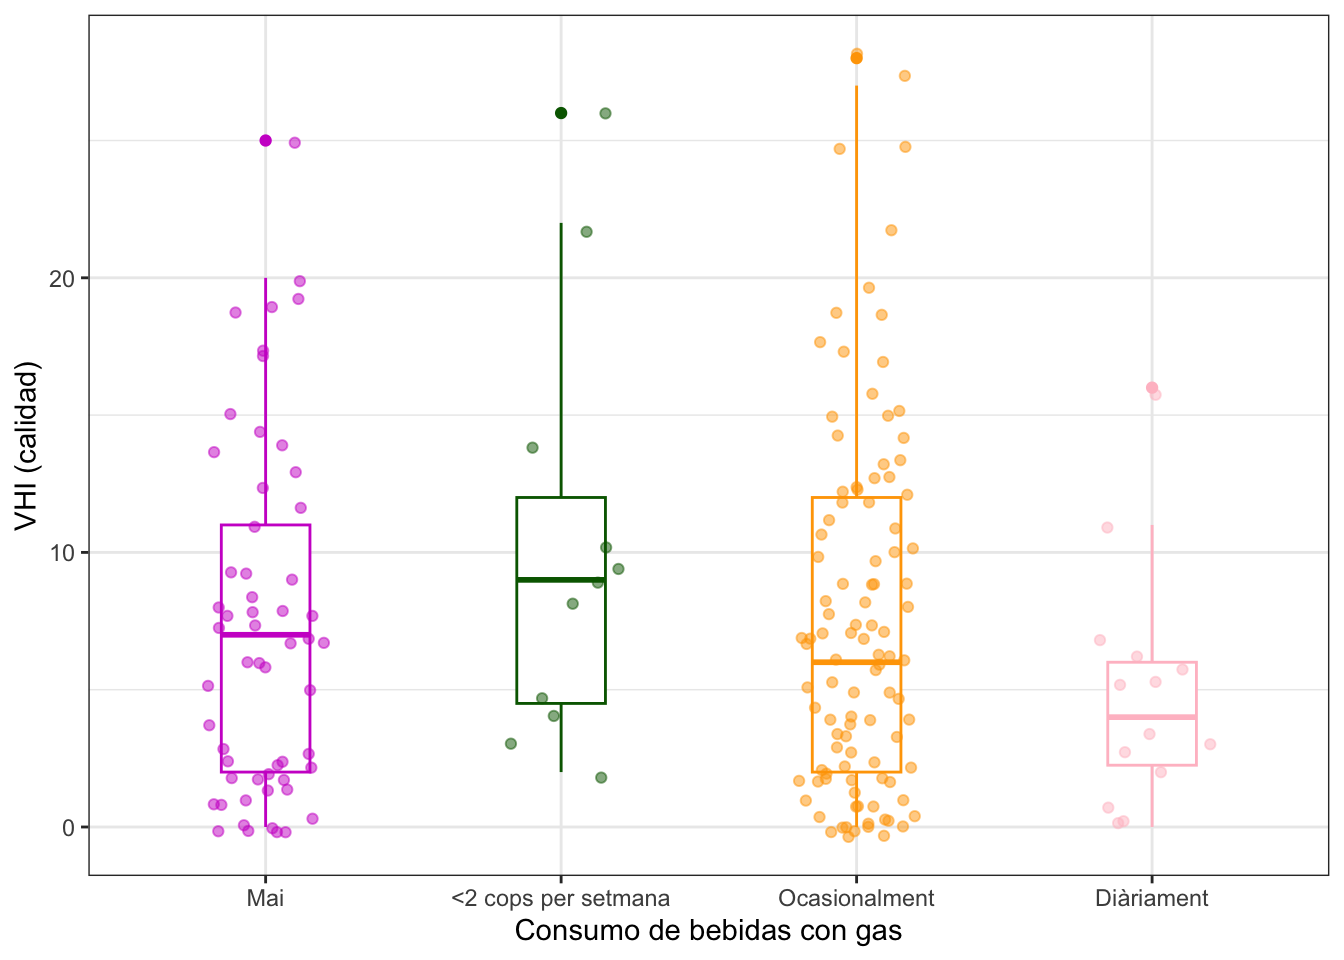 VHI (calidad)
20
10
0
Mai
<2 cops per setmana
Ocasionalment
Diàriament
Consumo de bebidas con gas